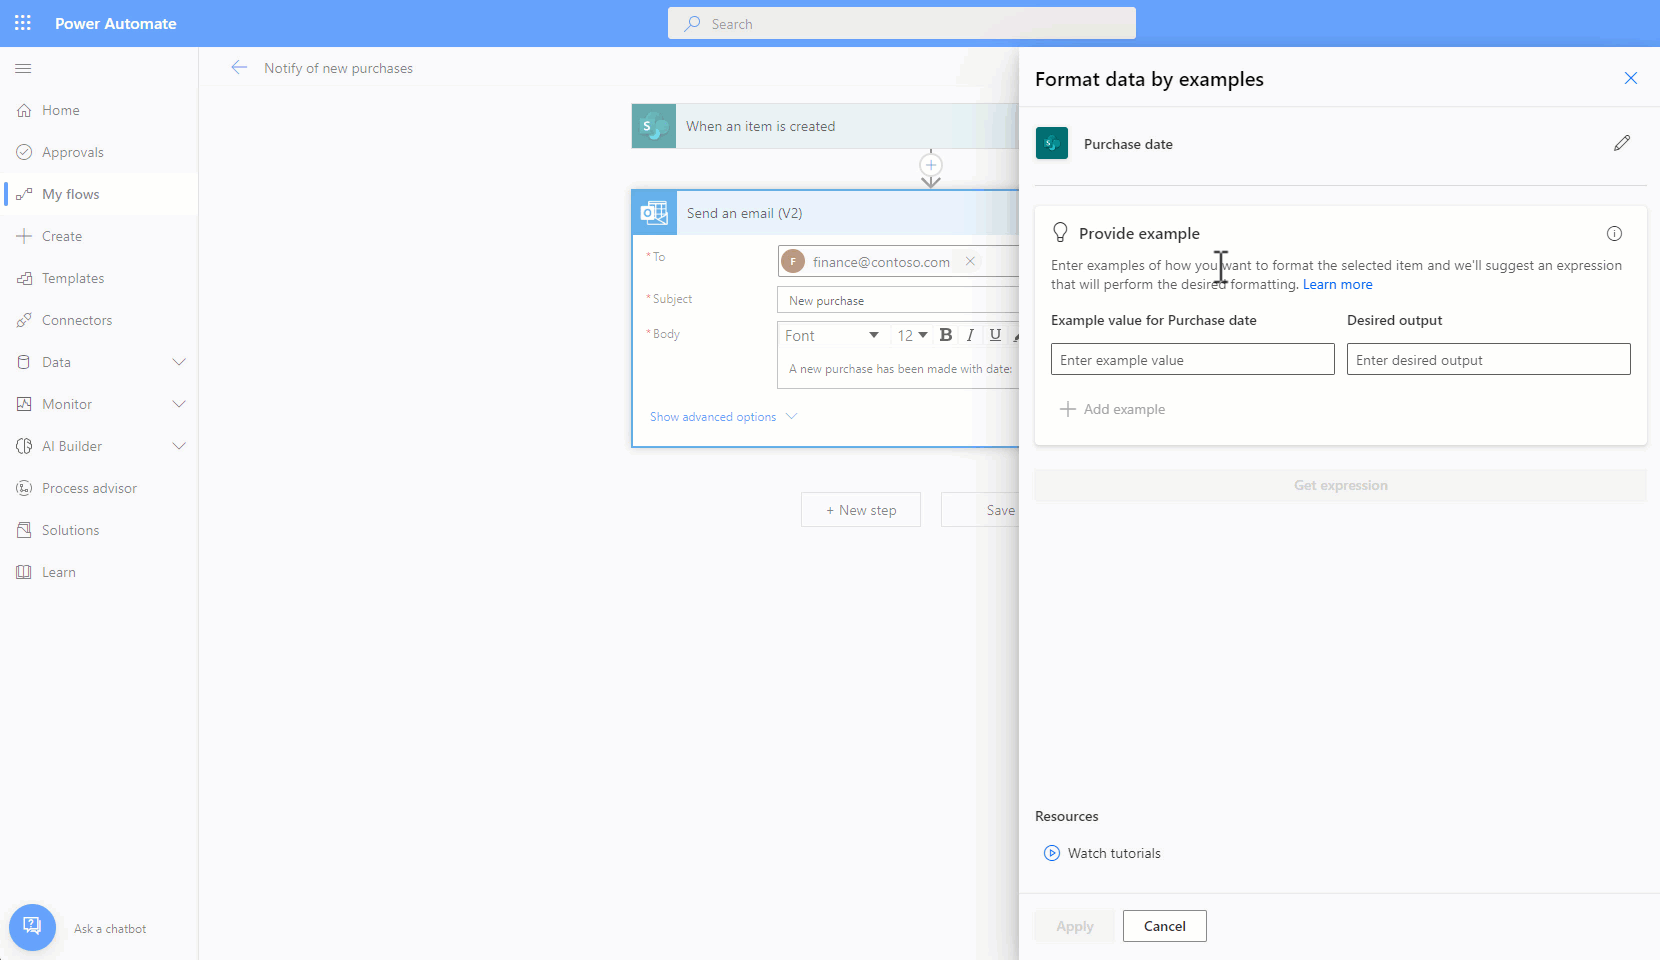 Power Automate
Search
Home
Approvals
My flows
Create
Templates
Connectors
Data
Monitor
AI Builder
Process advisor
Solutions
Learn
Ask a chatbot
Notify of new purchases
S
When an item is created
Send an email (V2)
* To
F finance@contoso.com
* Subject
New purchase
* Body
Font 12 B I U
A new purchase has been made with date:
Show advanced options
+ New step
Save
Format data by examples
S
Purchase date
Provide example
Enter examples of how you want to format the selected item and we'll suggest an expression
that will perform the desired formatting. Learn more
Example value for Purchase date Desired output
Enter example value Enter desired output
Add example
Get expression
Resources
Watch tutorials
Apply Cancel